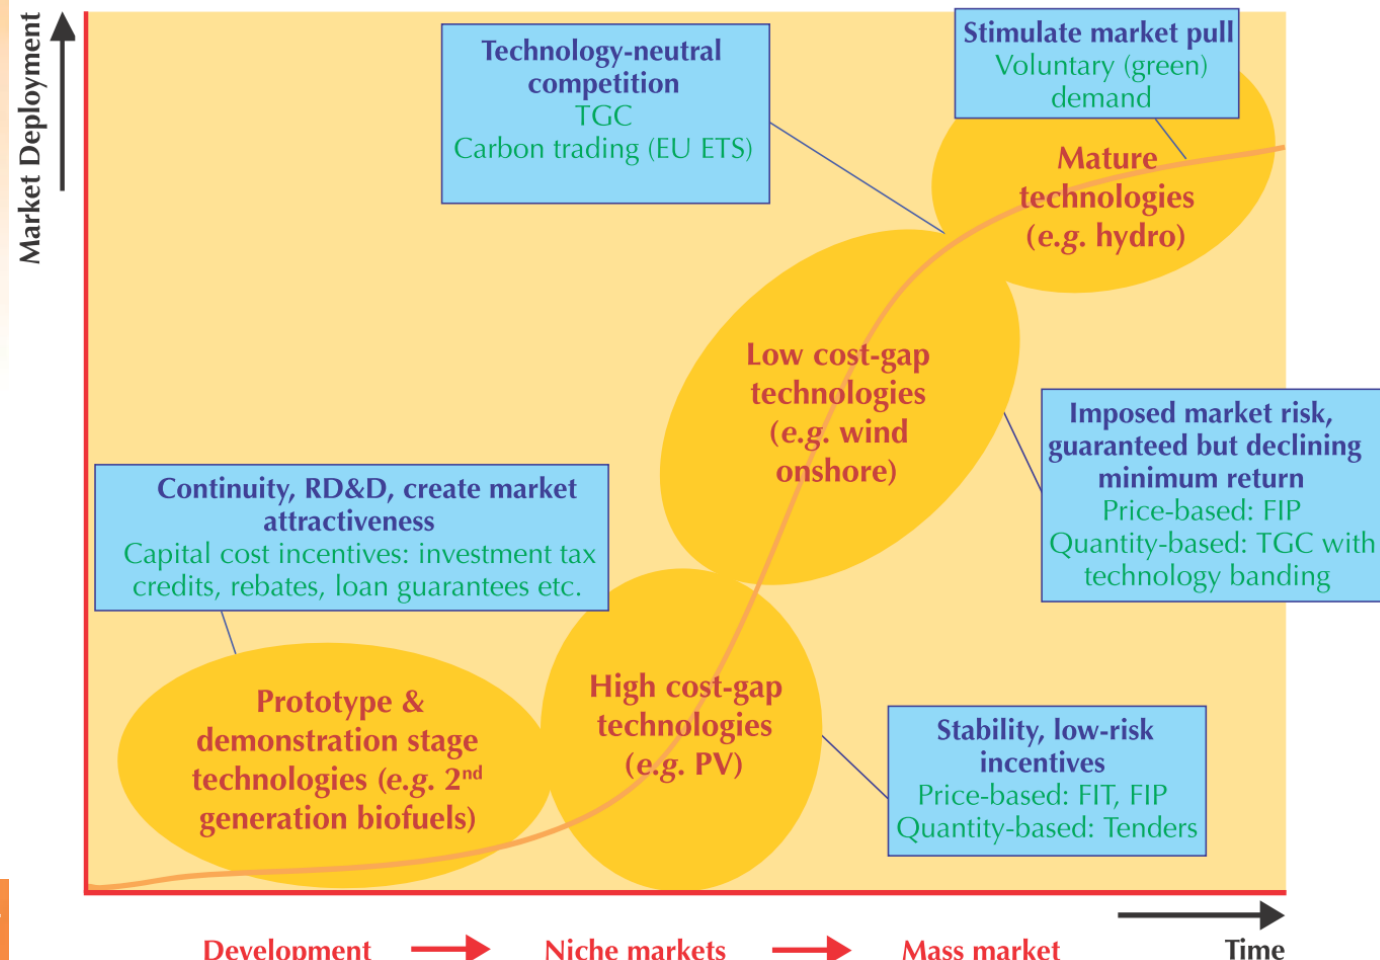 Market Deployment
Technology-neutral
competition
TGC
Carbon trading (EU ETS)
Stimulate market pull
Voluntary (green)
demand
Mature
technologies
(e.g. hydro)
Low cost-gap
technologies
(e.g. wind
onshore)
Imposed market risk,
guaranteed but declining
minimum return
Price-based: FIP
Quantity-based: TGC with
technology banding
Continuity, RD&D, create market
attractiveness
Capital cost incentives: investment tax
credits, rebates, loan guarantees etc.
Prototype &
demonstration stage
technologies (e.g. 2nd
generation biofuels)
High cost-gap
technologies
(e.g. PV)
Stability, low-risk
incentives
Price-based: FIT, FIP
Quantity-based: Tenders
Development
Niche markets
Mass market
Time